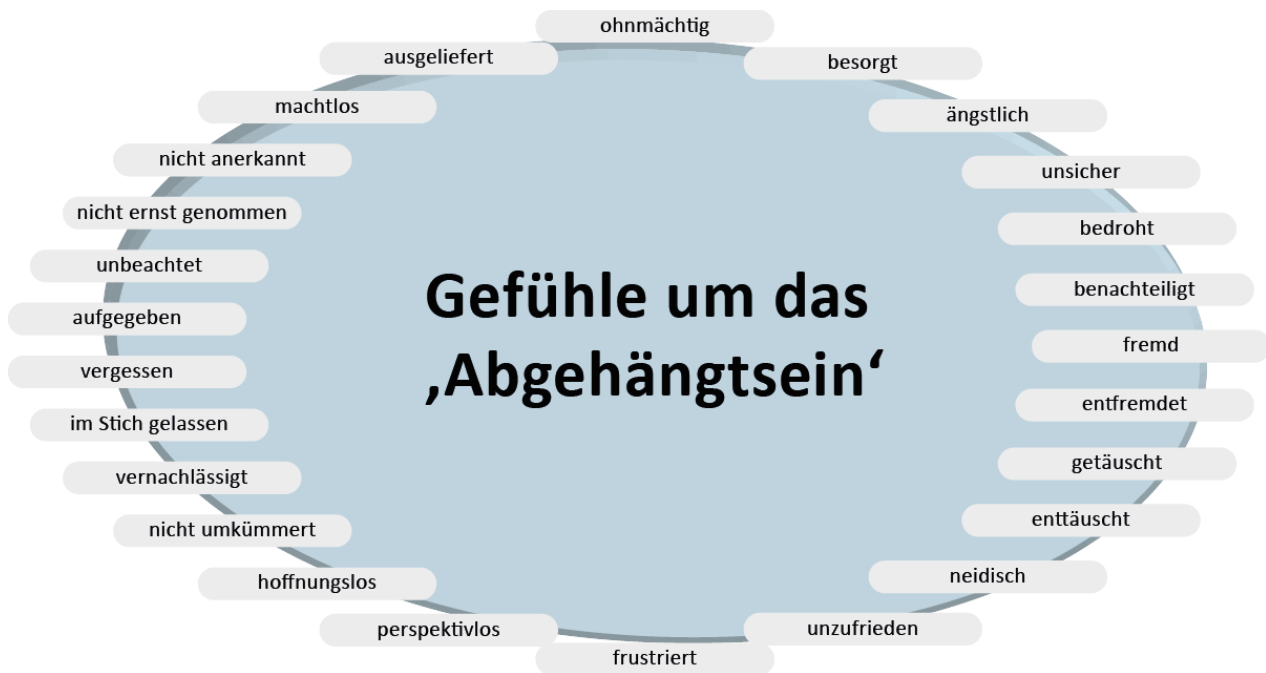 ohnmächtig
ausgeliefert
besorgt
machtlos
ängstlich
nicht anerkannt
unsicher
nicht ernst genommen
bedroht
unbeachtet
benachteiligt
Gefühle um das
‚Abgehängtsein‘
aufgegeben
fremd
vergessen
entfremdet
im Stich gelassen
getäuscht
vernachlässigt
enttäuscht
nicht umkümmert
neidisch
hoffnungslos
unzufrieden
perspektivlos
frustriert